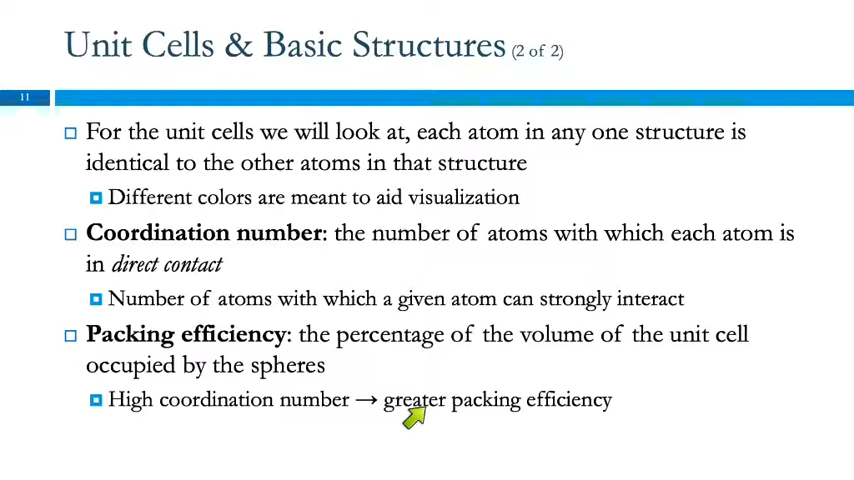 Unit Cells & Basic Structures (2 of 2)
11
For the unit cells we will look at, each atom in any one structure is
identical to the other atoms in that structure
Different colors are meant to aid visualization
Coordination number: the number of atoms with which each atom is
in direct contact
Number of atoms with which a given atom can strongly interact
Packing efficiency: the percentage of the volume of the unit cell
occupied by the spheres
High coordination number → greater packing efficiency